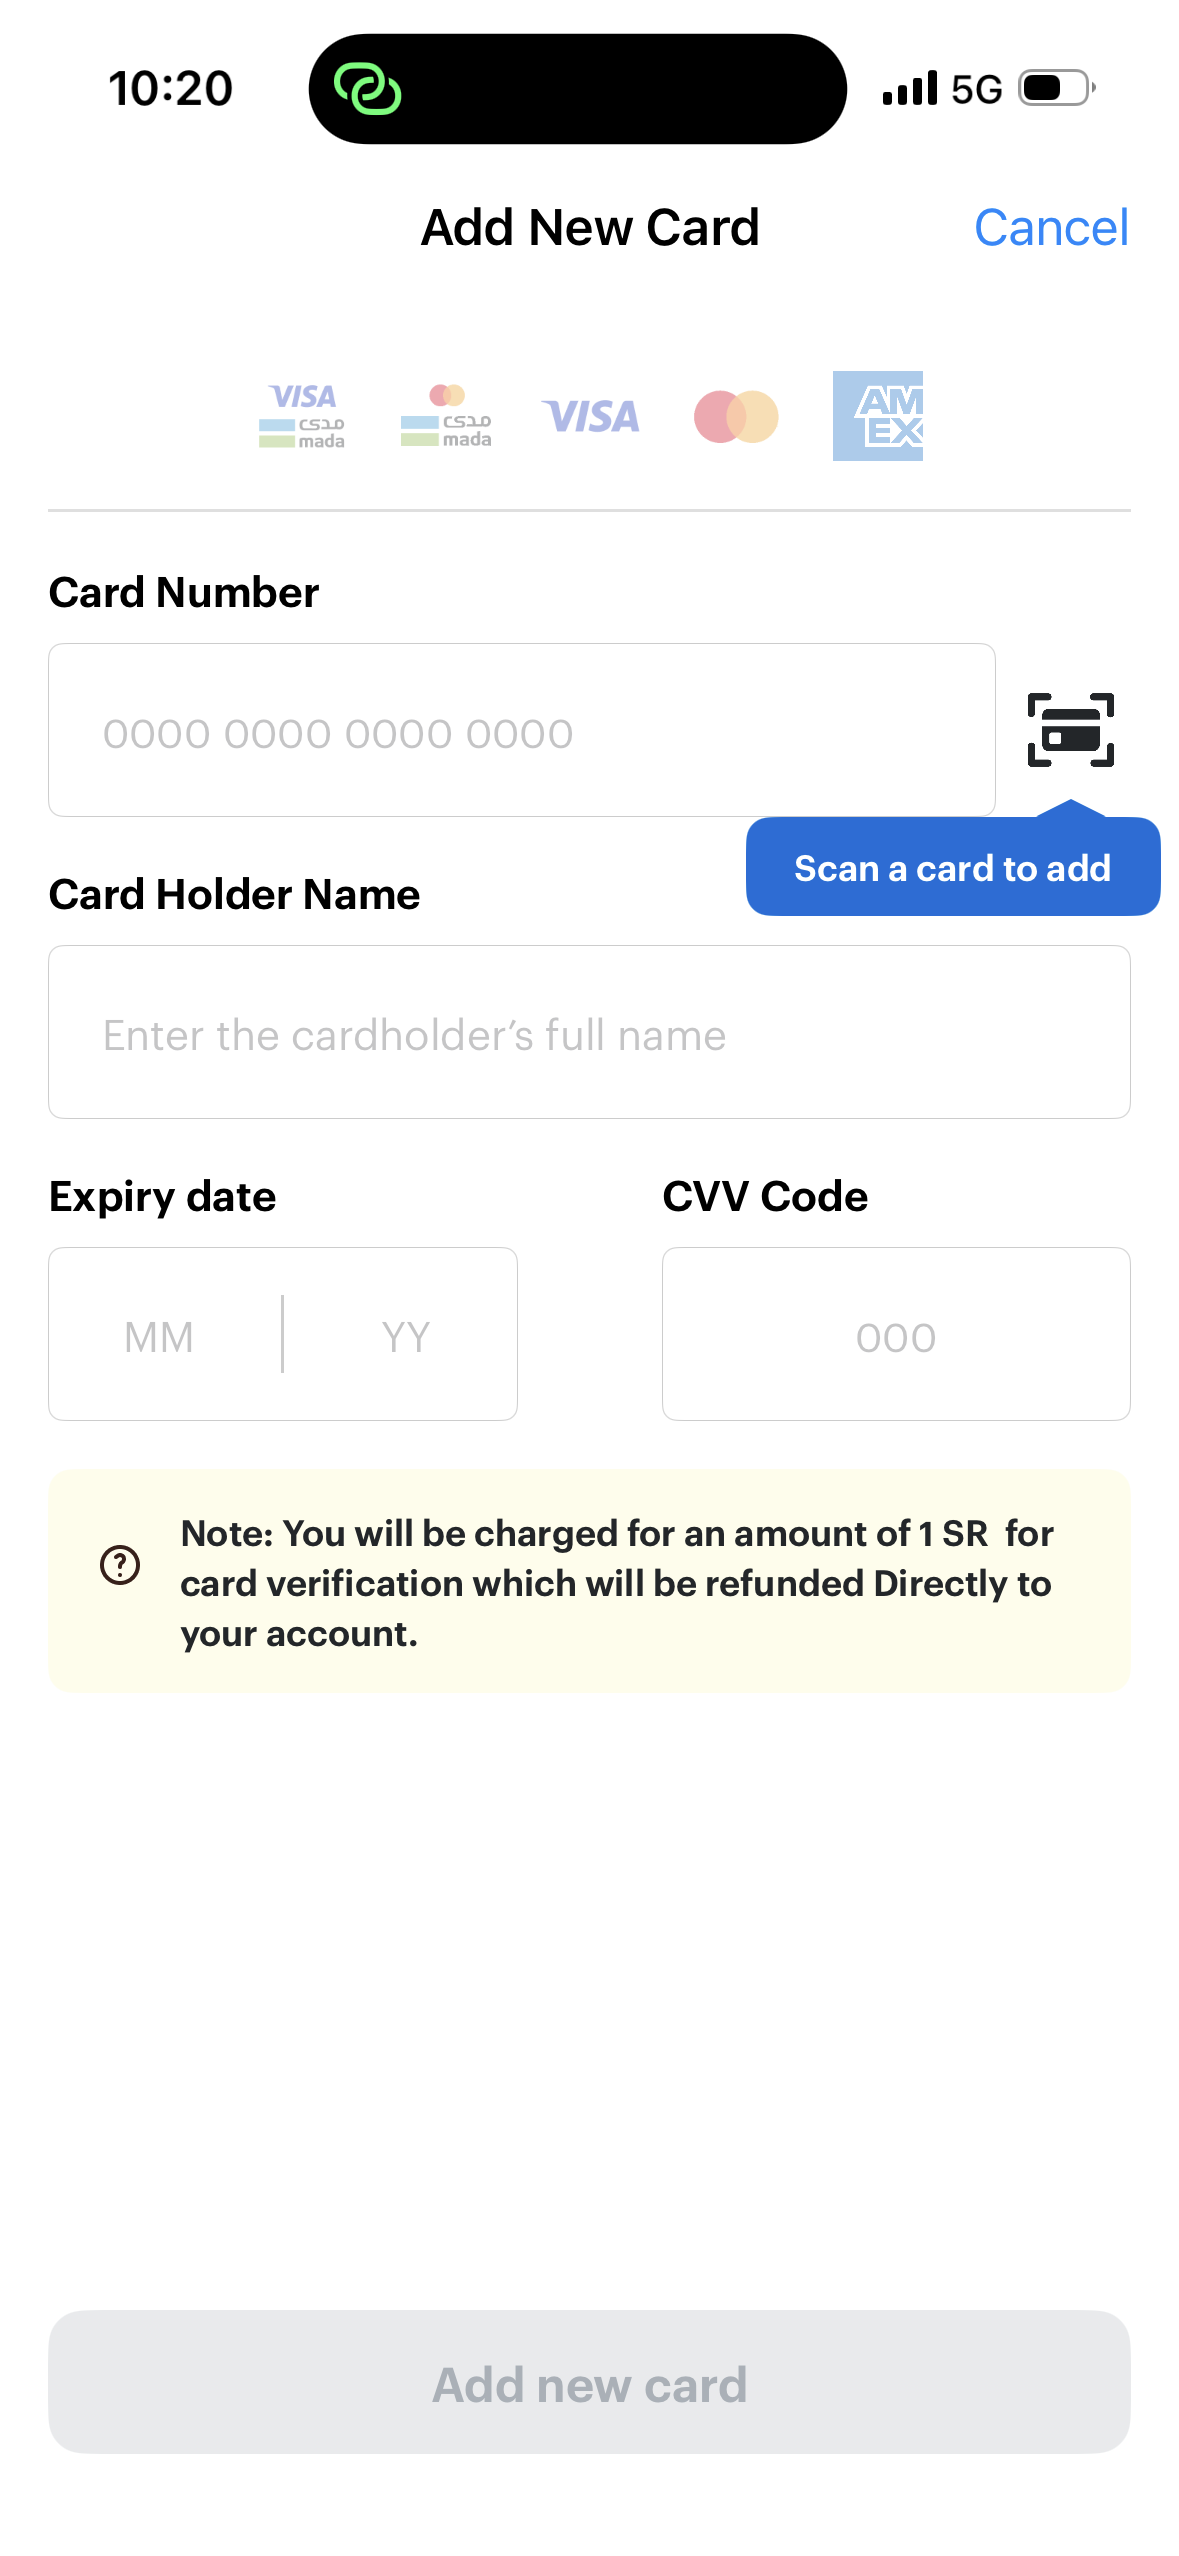 10:20
5G
Add New Card
Cancel
VISA
مدى
mada
مدى
mada
VISA
AM
EX
Card Number
0000 0000 0000 0000
Scan a card to add
Card Holder Name
Enter the cardholder’s full name
Expiry date
CVV Code
MM
YY
000
Note: You will be charged for an amount of 1 SR  for
card verification which will be refunded Directly to
your account.
Add new card